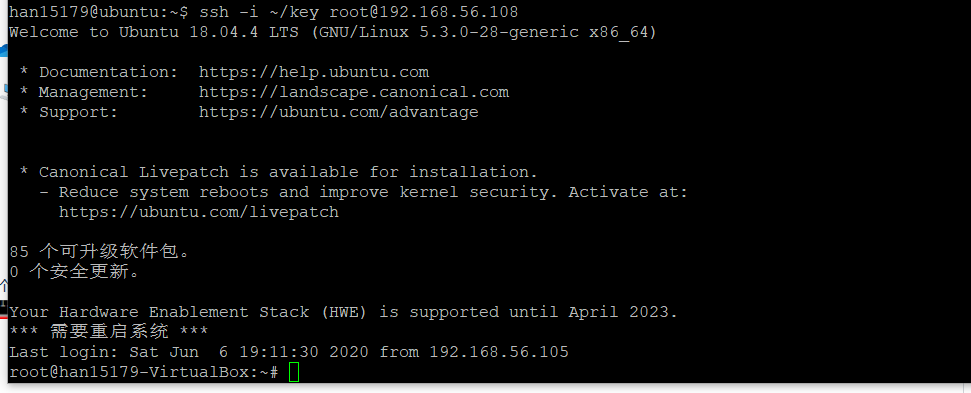 han15179@ubuntu:~$ ssh -i ~/key root@192.168.56.108
Welcome to Ubuntu 18.04.4 LTS (GNU/Linux 5.3.0-28-generic x86_64)
* Documentation:  https://help.ubuntu.com
* Management:     https://landscape.canonical.com
* Support:        https://ubuntu.com/advantage
* Canonical Livepatch is available for installation.
- Reduce system reboots and improve kernel security. Activate at:
https://ubuntu.com/livepatch
85 个可升级软件包。
0 个安全更新。
Your Hardware Enablement Stack (HWE) is supported until April 2023.
*** 需要重启系统 ***
Last login: Sat Jun  6 19:11:30 2020 from 192.168.56.105
root@han15179-VirtualBox:~#